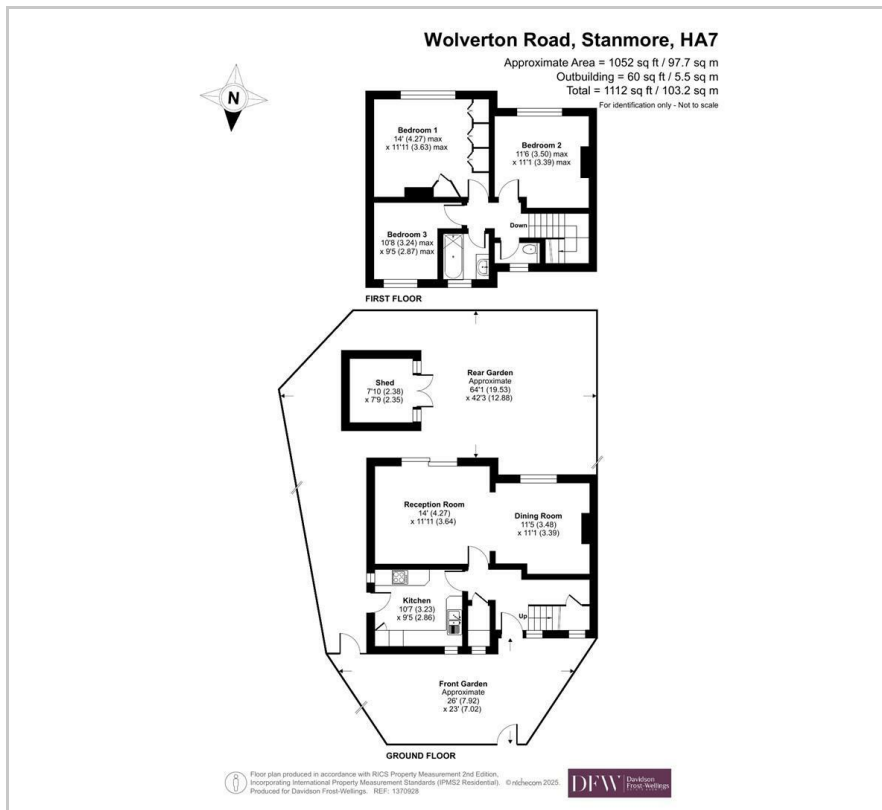 Wolverton Road, Stanmore, HA7
Approximate Area = 1052 sq ft / 97.7 sq m
Outbuilding = 60 sq ft / 5.5 sq m
Total = 1112 sq ft / 103.2 sq m
For identification only - Not to scale
N
Bedroom 1
14' (4.27) max
x 11'11 (3.63) max
Bedroom 2
11'6 (3.50) max
x 11'1 (3.39) max
Bedroom 3
10'8 (3.24) max
x 9'5 (2.87) max
Down
FIRST FLOOR
Shed
7'10 (2.38)
x 7'9 (2.35)
Rear Garden
Approximate
64'1 (19.53)
x 42'3 (12.88)
Reception Room
14' (4.27)
x 11'11 (3.64)
Dining Room
11'5 (3.48)
x 11'1 (3.39)
Kitchen
10'7 (3.23)
x 9'5 (2.86)
Up
Front Garden
Approximate
26' (7.92)
x 23' (7.02)
GROUND FLOOR
Floor plan produced in accordance with RICS Property Measurement 2nd Edition,
Incorporating International Property Measurement Standards (IPMS2 Residential). © nichecom 2025.
Produced for Davidson Frost-Wellings. REF: 1370928
DFW
Davidson
Frost-Wellings